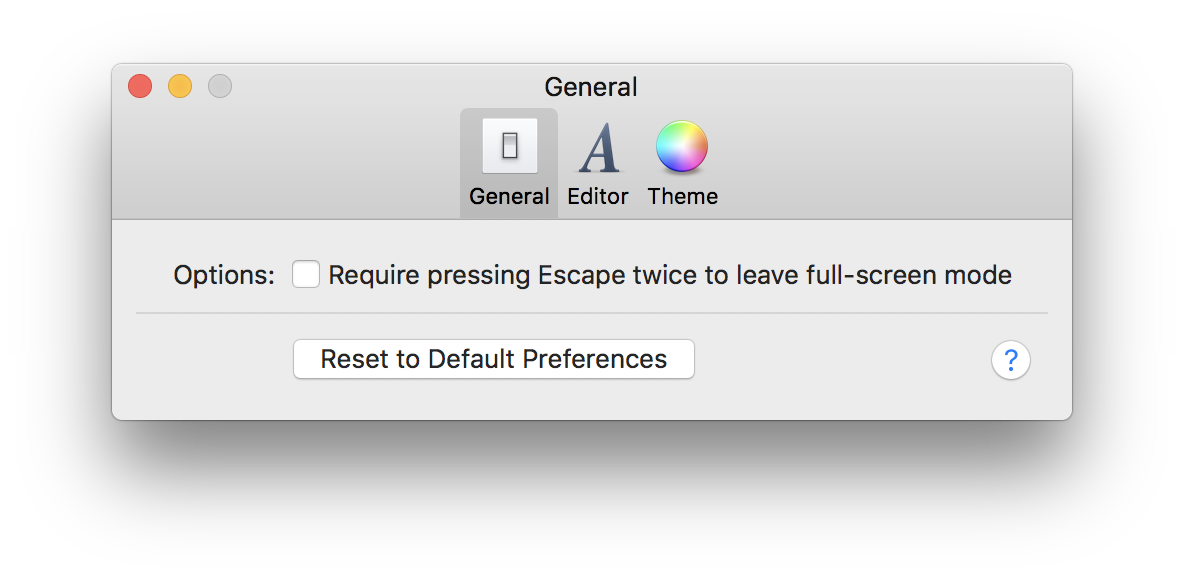 General
General Editor Theme
Options: Require pressing Escape twice to leave full-screen mode
Reset to Default Preferences ?